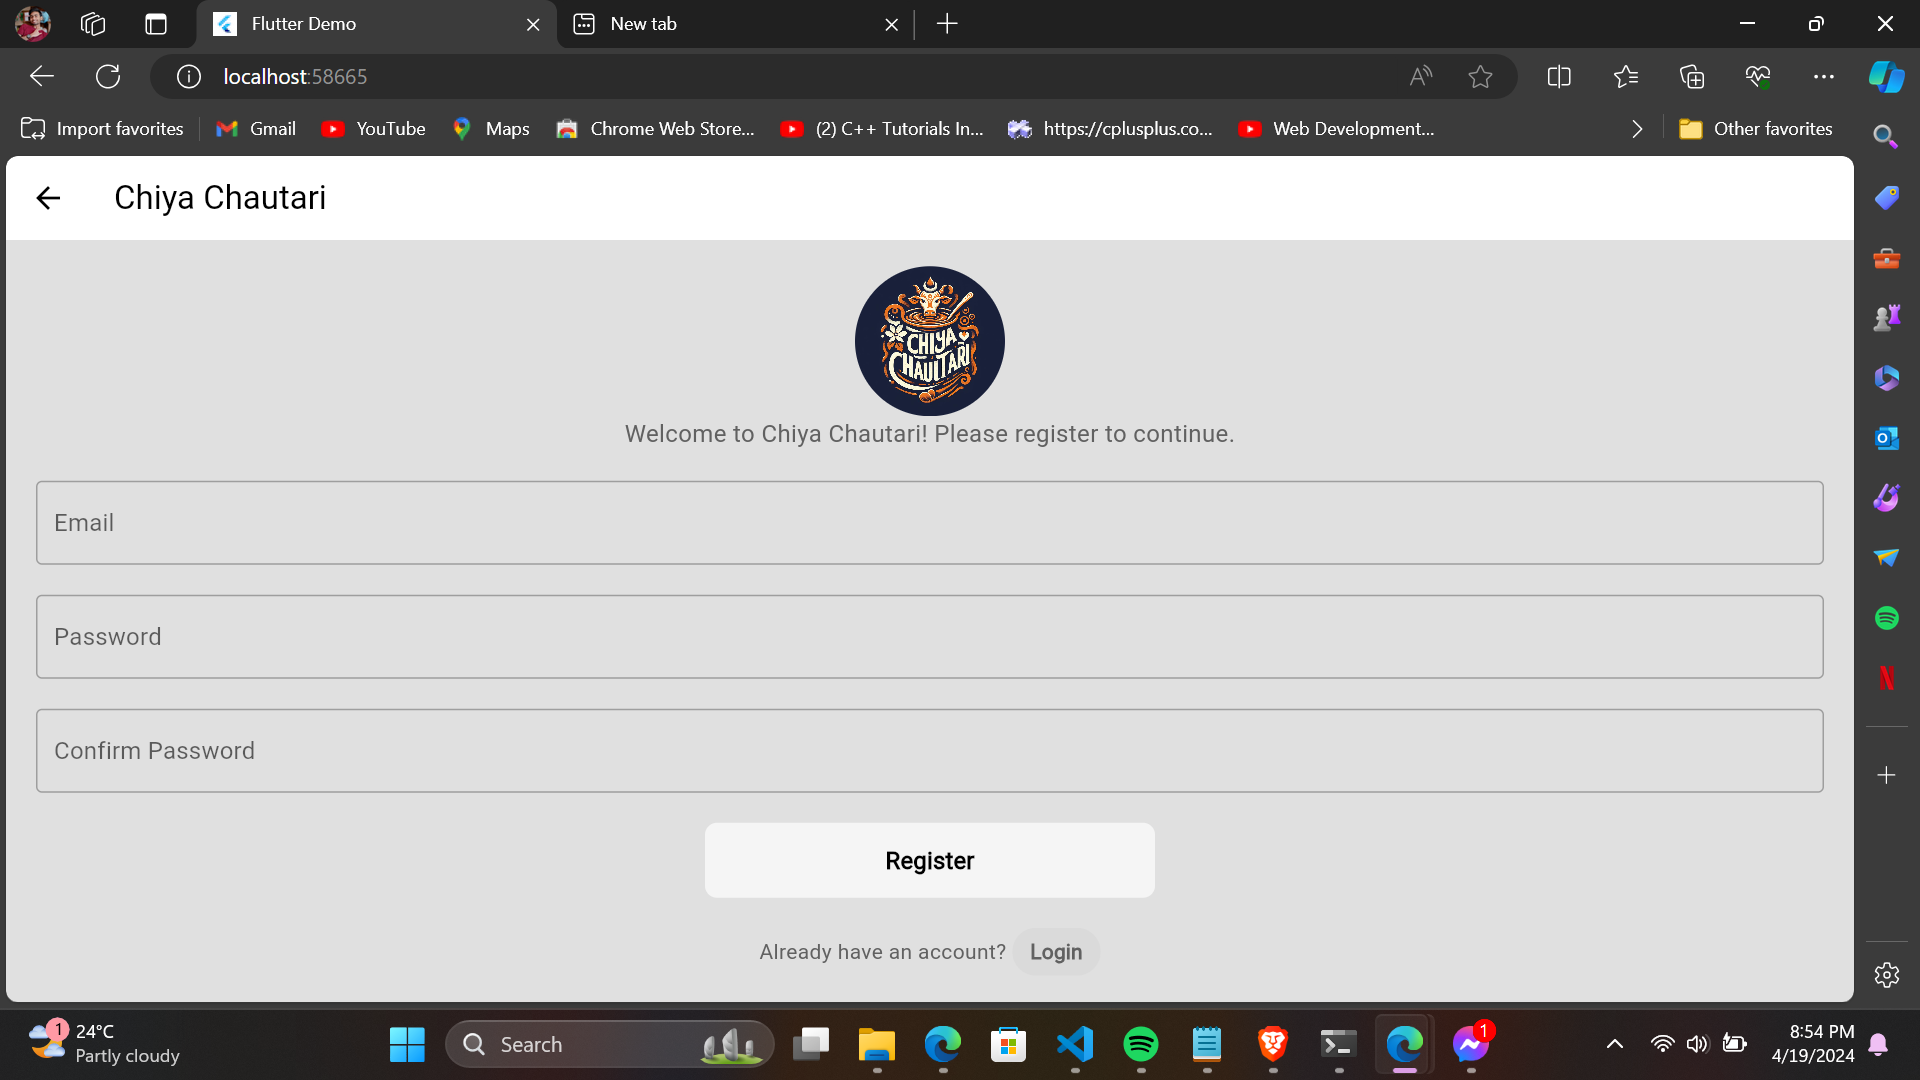 Flutter Demo
New tab
localhost:58665
Import favorites
Gmail
YouTube
Maps
Chrome Web Store...
(2) C++ Tutorials In...
https://cplusplus.co...
Web Development...
Other favorites
Chiya Chautari
CHIYA
CHAUTARI
Welcome to Chiya Chautari! Please register to continue.
Email
Password
Confirm Password
Register
Already have an account? Login
1
24°C
Partly cloudy
Search
1
8:54 PM
4/19/2024